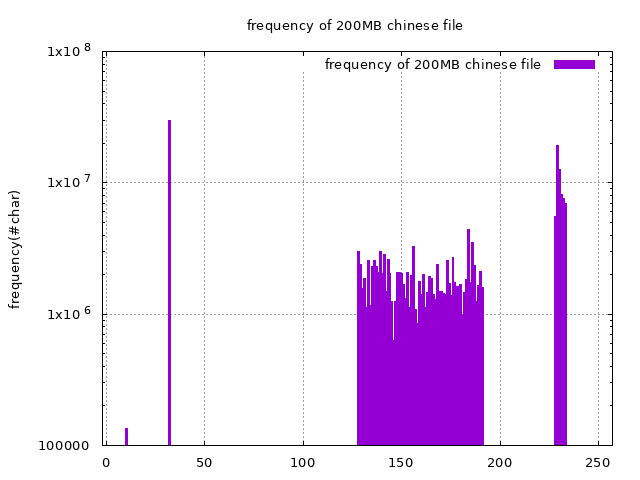 frequency of 200MB chinese file
frequency of 200MB chinese file
1x10^8
1x10^7
1x10^6
100000
frequency(#char)
0 50 100 150 200 250